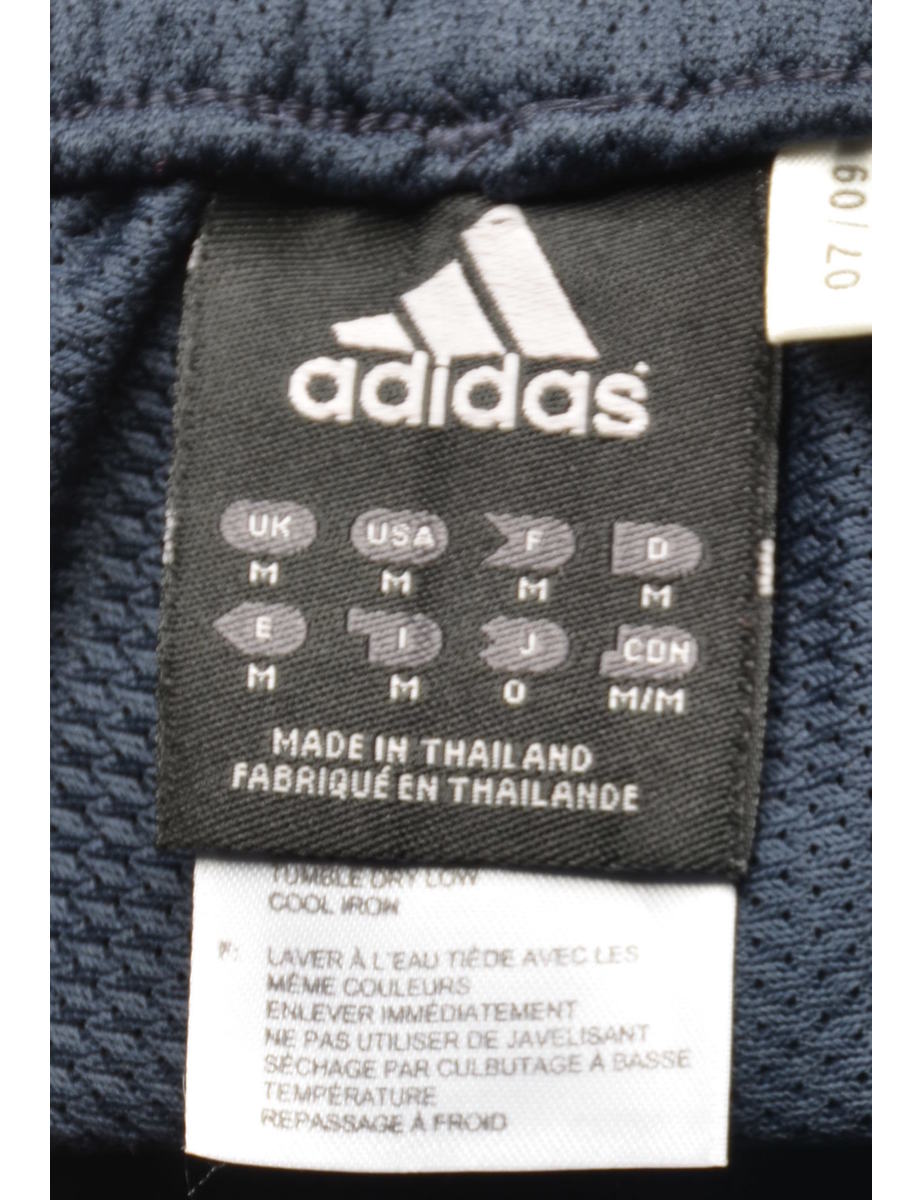 07/09
adidas
UK USA F D
M M M M
E I J CDN
M M O M/M
MADE IN THAILAND
FABRIQUÉ EN THAILANDE
TUMBLE DRY LOW
COOL IRON
F: LAVER À L'EAU TIÈDE AVEC LES
MÊME COULEURS
ENLEVER IMMÉDIATEMENT
NE PAS UTILISER DE JAVELISANT
SÉCHAGE PAR CULBUTAGE À BASSE
TEMPÉRATURE
REPASSAGE À FROID